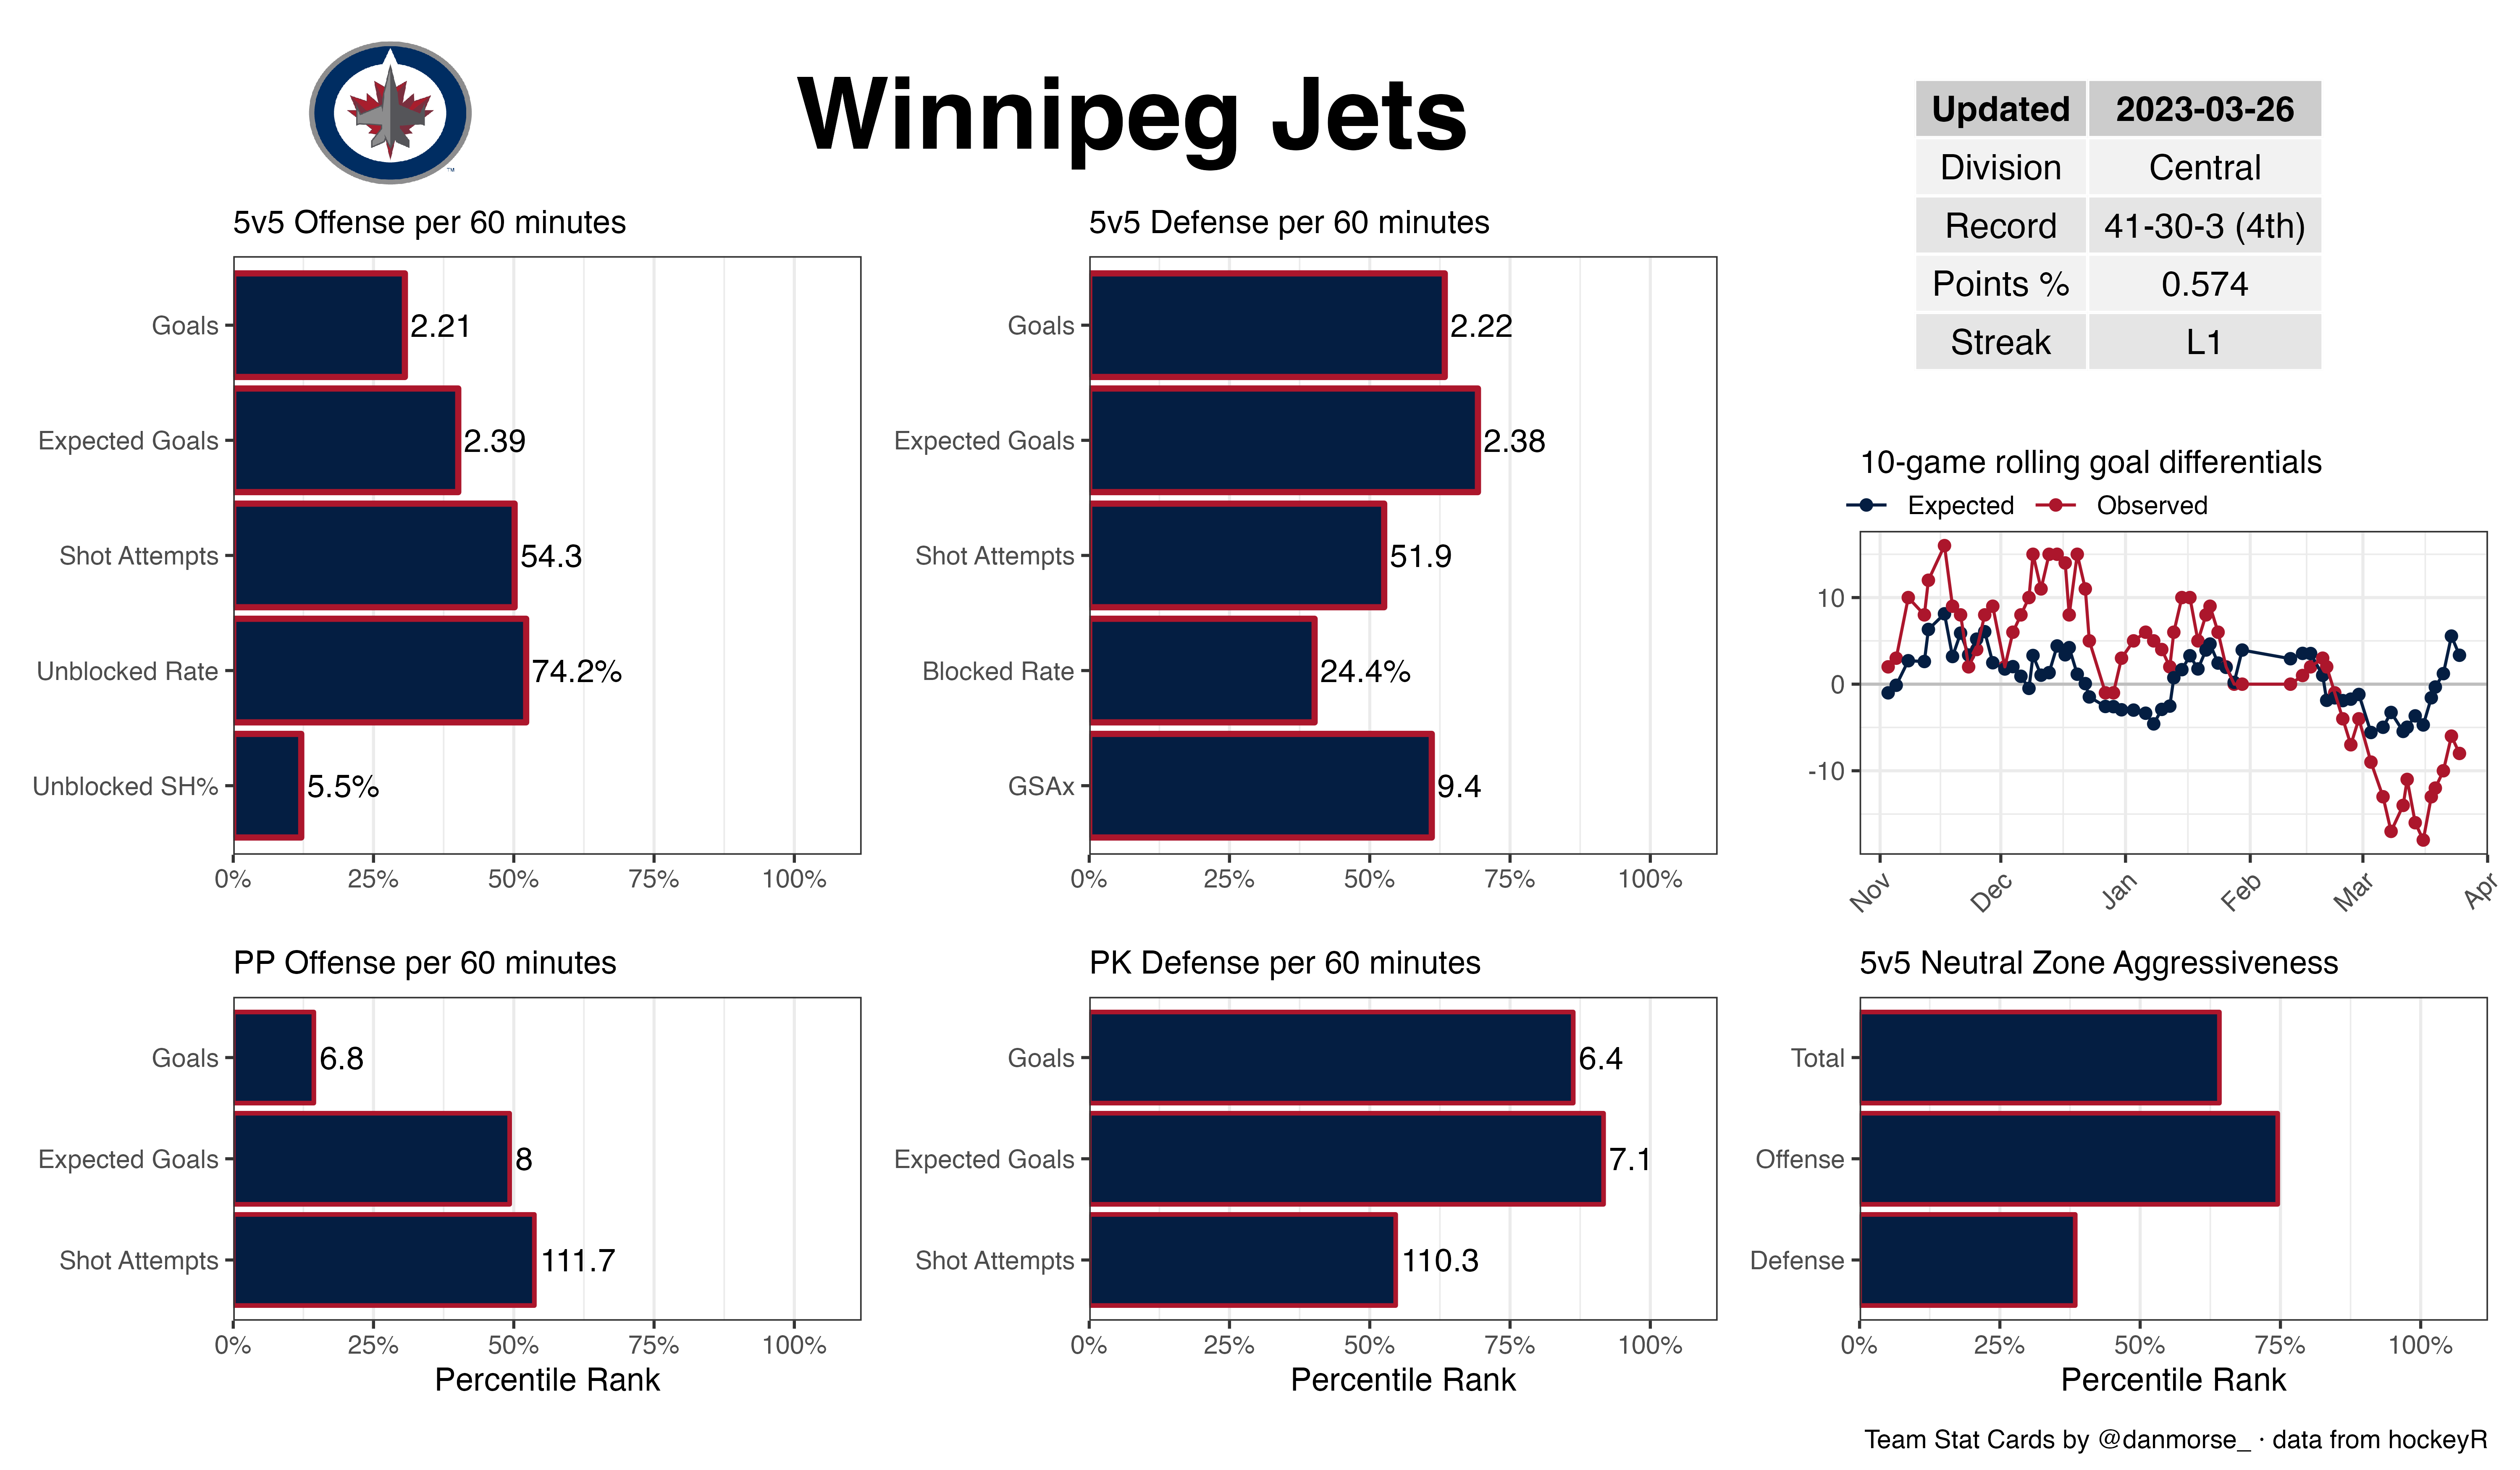 Winnipeg Jets
TM
Updated 2023-03-26
Division Central
Record 41-30-3 (4th)
Points % 0.574
Streak L1
5v5 Offense per 60 minutes
Goals 2.21
Expected Goals 2.39
Shot Attempts 54.3
Unblocked Rate 74.2%
Unblocked SH% 5.5%
0% 25% 50% 75% 100%
5v5 Defense per 60 minutes
Goals 2.22
Expected Goals 2.38
Shot Attempts 51.9
Blocked Rate 24.4%
GSAx 9.4
0% 25% 50% 75% 100%
10-game rolling goal differentials
Expected Observed
10
0
-10
Nov Dec Jan Feb Mar Apr
PP Offense per 60 minutes
Goals 6.8
Expected Goals 8
Shot Attempts 111.7
0% 25% 50% 75% 100%
Percentile Rank
PK Defense per 60 minutes
Goals 6.4
Expected Goals 7.1
Shot Attempts 110.3
0% 25% 50% 75% 100%
Percentile Rank
5v5 Neutral Zone Aggressiveness
Total
Offense
Defense
0% 25% 50% 75% 100%
Percentile Rank
Team Stat Cards by @danmorse_ · data from hockeyR